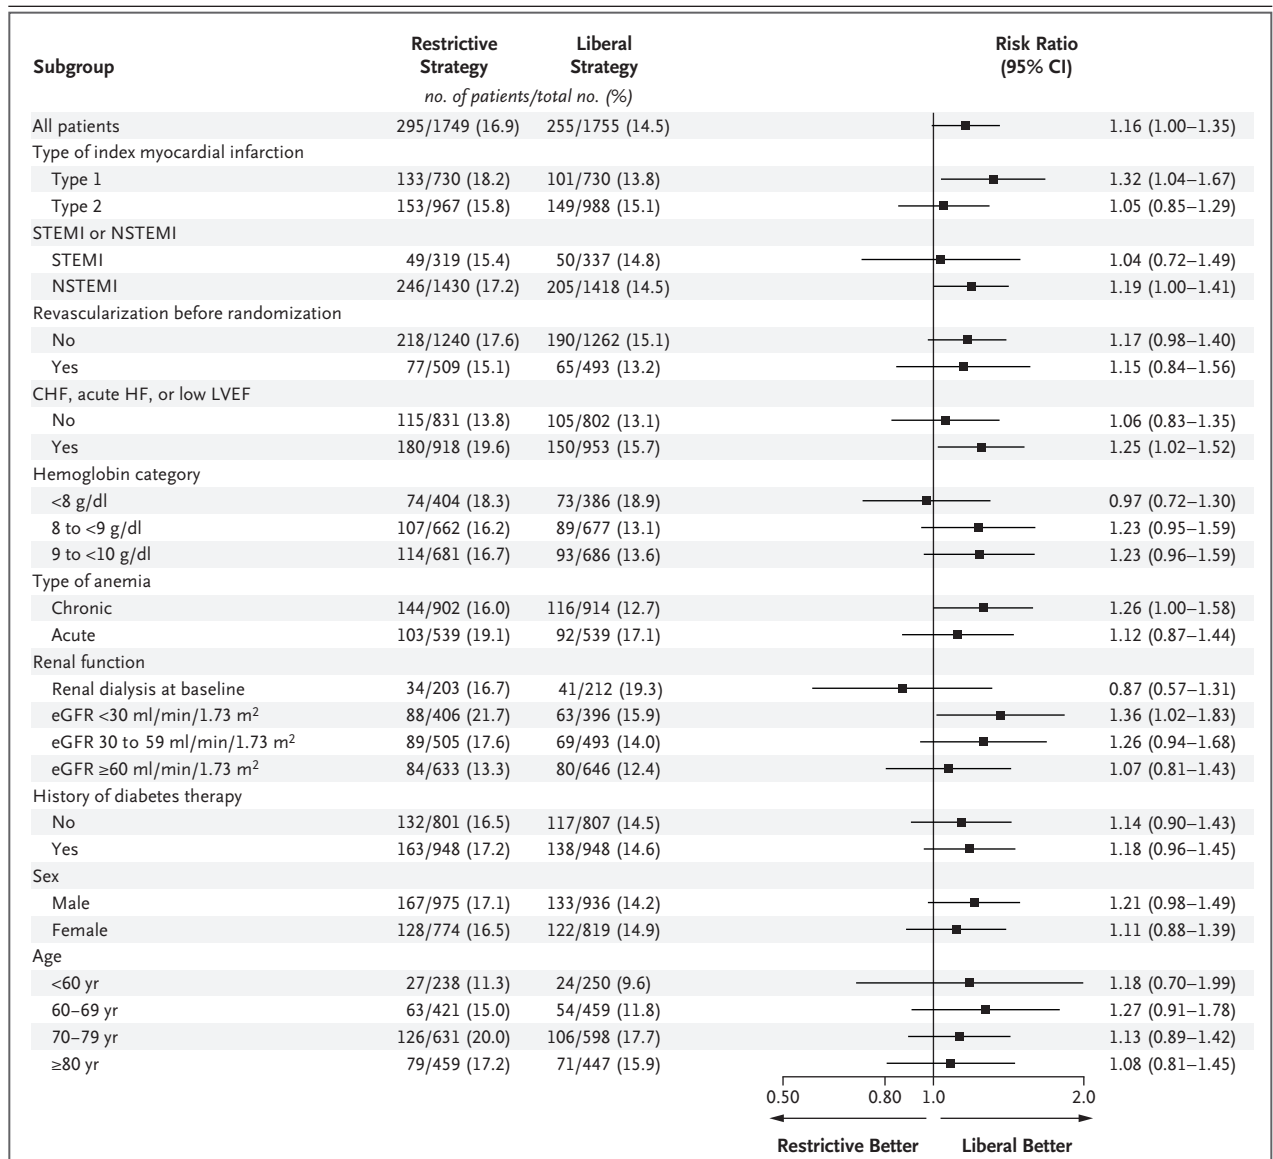 Restrictive Liberal Risk Ratio
Subgroup Strategy Strategy (95% CI)
no. of patients/total no. (%)
All patients 295/1749 (16.9) 255/1755 (14.5) 1.16 (1.00–1.35)
Type of index myocardial infarction
Type 1 133/730 (18.2) 101/730 (13.8) 1.32 (1.04–1.67)
Type 2 153/967 (15.8) 149/988 (15.1) 1.05 (0.85–1.29)
STEMI or NSTEMI
STEMI 49/319 (15.4) 50/337 (14.8) 1.04 (0.72–1.49)
NSTEMI 246/1430 (17.2) 205/1418 (14.5) 1.19 (1.00–1.41)
Revascularization before randomization
No 218/1240 (17.6) 190/1262 (15.1) 1.17 (0.98–1.40)
Yes 77/509 (15.1) 65/493 (13.2) 1.15 (0.84–1.56)
CHF, acute HF, or low LVEF
No 115/831 (13.8) 105/802 (13.1) 1.06 (0.83–1.35)
Yes 180/918 (19.6) 150/953 (15.7) 1.25 (1.02–1.52)
Hemoglobin category
<8 g/dl 74/404 (18.3) 73/386 (18.9) 0.97 (0.72–1.30)
8 to <9 g/dl 107/662 (16.2) 89/677 (13.1) 1.23 (0.95–1.59)
9 to <10 g/dl 114/681 (16.7) 93/686 (13.6) 1.23 (0.96–1.59)
Type of anemia
Chronic 144/902 (16.0) 116/914 (12.7) 1.26 (1.00–1.58)
Acute 103/539 (19.1) 92/539 (17.1) 1.12 (0.87–1.44)
Renal function
Renal dialysis at baseline 34/203 (16.7) 41/212 (19.3) 0.87 (0.57–1.31)
eGFR <30 ml/min/1.73 m² 88/406 (21.7) 63/396 (15.9) 1.36 (1.02–1.83)
eGFR 30 to 59 ml/min/1.73 m² 89/505 (17.6) 69/493 (14.0) 1.26 (0.94–1.68)
eGFR ≥60 ml/min/1.73 m² 84/633 (13.3) 80/646 (12.4) 1.07 (0.81–1.43)
History of diabetes therapy
No 132/801 (16.5) 117/807 (14.5) 1.14 (0.90–1.43)
Yes 163/948 (17.2) 138/948 (14.6) 1.18 (0.96–1.45)
Sex
Male 167/975 (17.1) 133/936 (14.2) 1.21 (0.98–1.49)
Female 128/774 (16.5) 122/819 (14.9) 1.11 (0.88–1.39)
Age
<60 yr 27/238 (11.3) 24/250 (9.6) 1.18 (0.70–1.99)
60–69 yr 63/421 (15.0) 54/459 (11.8) 1.27 (0.91–1.78)
70–79 yr 126/631 (20.0) 106/598 (17.7) 1.13 (0.89–1.42)
≥80 yr 79/459 (17.2) 71/447 (15.9) 1.08 (0.81–1.45)
0.50 0.80 1.0 2.0
Restrictive Better Liberal Better